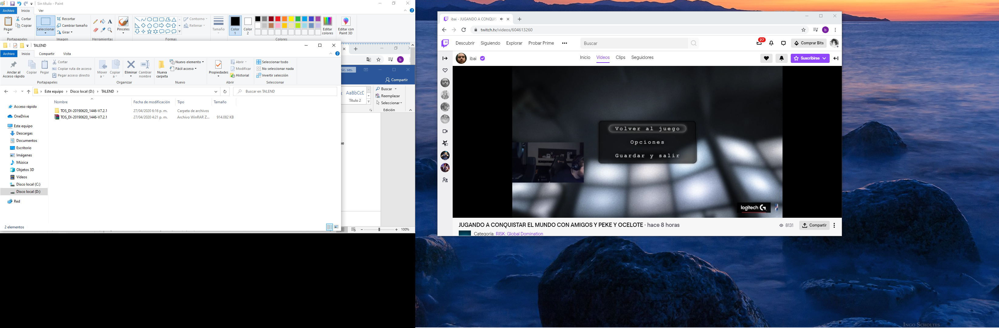 Sin título - Paint
Archivo Inicio Ver
Pegar
Cortar
Copiar
Portapapeles
Seleccionar
Recortar
Cambiar tamaño
Girar
Imagen
Herramientas
Pinceles
Contorno
Rellenar
Formas
Tamaño
Color 1
Color 2
Editar colores
Editar con Paint 3D
Colores
TALEND
Archivo Inicio Compartir Vista
Anclar al Acceso rápido
Copiar
Pegar
Cortar
Copiar ruta de acceso
Pegar acceso directo
Portapapeles
Mover a
Copiar a
Eliminar
Cambiar nombre
Organizar
Nueva carpeta
Nuevo elemento
Fácil acceso
Nuevo
Propiedades
Abrir
Modificar
Historial
Abrir
Seleccionar todo
No seleccionar nada
Invertir selección
Seleccionar
Este equipo > Disco local (D:) > TALEND >
Buscar en TALEND
Nombre Fecha de modificación Tipo Tamaño
TOS_DI-20190620_1446-V7.2.1 27/04/2020 6:16 p. m. Carpeta de archivos
TOS_DI-20190620_1446-V7.2.1 27/04/2020 4:21 p. m. Archivo WinRAR Z... 914.082 KB
Acceso rápido
OneDrive
Este equipo
Descargas
Documentos
Escritorio
Imágenes
Música
Objetos 3D
Vídeos
Disco local (C:)
Disco local (D:)
Red
2 elementos
b
nic. ses.
Compartir
AaBbCcD
Título 2
Buscar
Reemplazar
Seleccionar
Edición
ue
100%
ibai - JUGANDO A CONQUIS
twitch.tv/videos/604613260
b
Descubrir Siguiendo Explorar Probar Prime
Buscar
27
Comprar Bits
ibai
Inicio Vídeos Clips Seguidores
Suscribirse
Volver al juego
Opciones
Guardar y salir
logitech G
JUGANDO A CONQUISTAR EL MUNDO CON AMIGOS Y PEKE Y OCELOTE · hace 8 horas
8131
Compartir
Categoría: RISK: Global Domination
INGO SCHOLTES